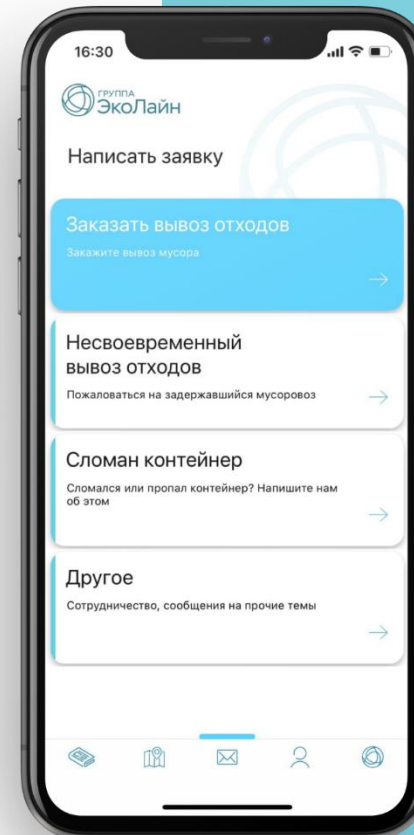 16:30
ГРУППА
ЭкоЛайн
Написать заявку
Заказать вывоз отходов
Закажите вывоз мусора
Несвоевременный
вывоз отходов
Пожаловаться на задержавшийся мусоровоз
Сломан контейнер
Сломался или пропал контейнер? Напишите нам
об этом
Другое
Сотрудничество, сообщения на прочие темы